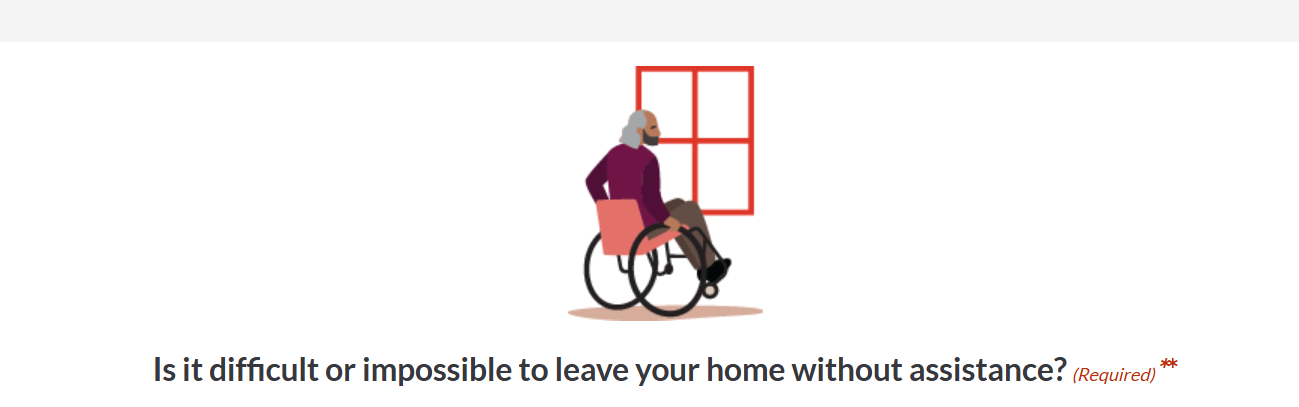 Is it difficult or impossible to leave your home without assistance? (Required) **